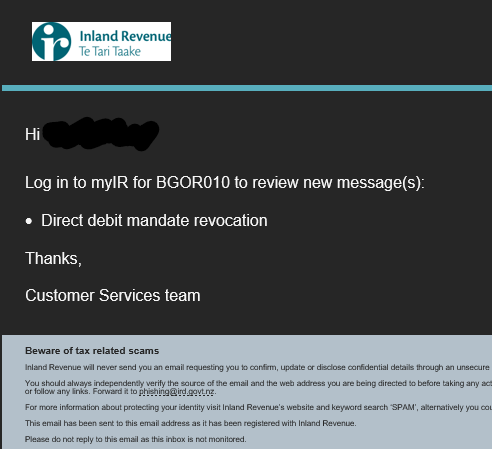 Inland Revenue
Te Tari Taake
Hi
Log in to myIR for BGOR010 to review new message(s):
• Direct debit mandate revocation
Thanks,
Customer Services team
Beware of tax related scams
Inland Revenue will never send you an email requesting you to confirm, update or disclose confidential details through an unsecure
You should always independently verify the source of the email and the web address you are being directed to before taking any act
or follow any links. Forward it to phishing@ird.govt.nz.
For more information about protecting your identity visit Inland Revenue's website and keyword search 'SPAM', alternatively you cou
This email has been sent to this email address as it has been registered with Inland Revenue.
Please do not reply to this email as this inbox is not monitored.